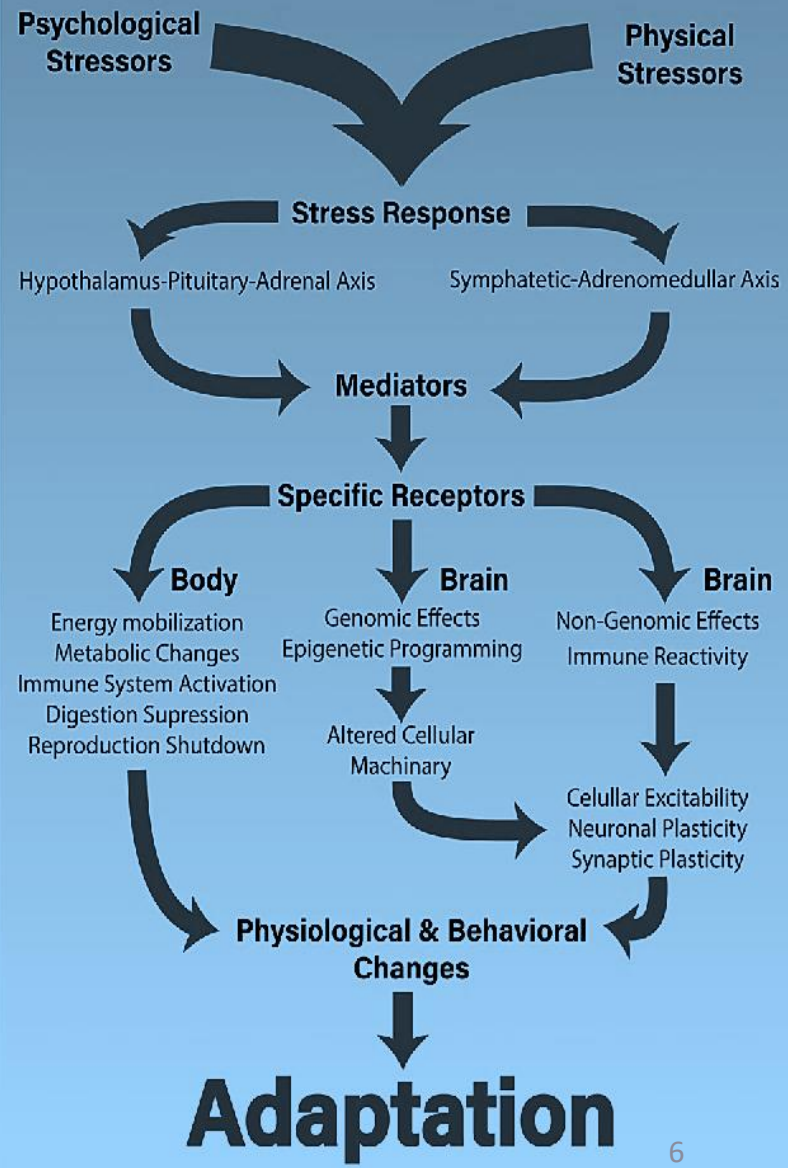 Psychological
Stressors
Physical
Stressors
Stress Response
Hypothalamus-Pituitary-Adrenal Axis
Symphatetic-Adrenomedullar Axis
Mediators
Specific Receptors
Body
Energy mobilization
Metabolic Changes
Immune System Activation
Digestion Supression
Reproduction Shutdown
Brain
Genomic Effects
Epigenetic Programming
Altered Cellular
Machinary
Brain
Non-Genomic Effects
Immune Reactivity
Celullar Excitability
Neuronal Plasticity
Synaptic Plasticity
Physiological & Behavioral
Changes
Adaptation
6